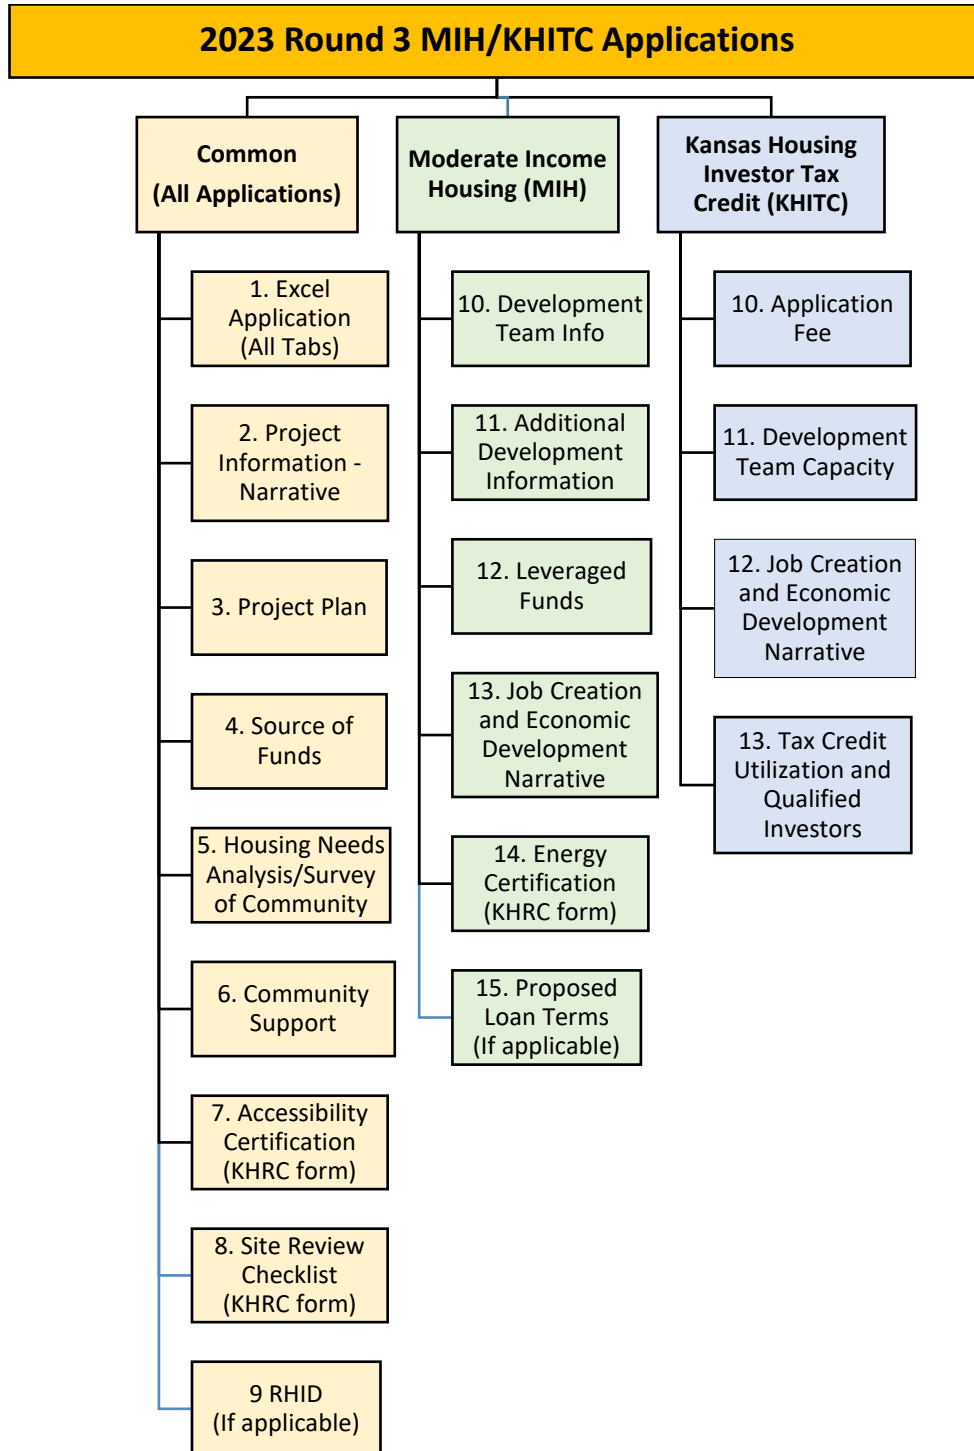 2023 Round 3 MIH/KHITC Applications
Common
(All Applications)
1. Excel
Application
(All Tabs)
2. Project
Information -
Narrative
3. Project Plan
4. Source of
Funds
5. Housing Needs
Analysis/Survey
of Community
6. Community
Support
7. Accessibility
Certification
(KHRC form)
8. Site Review
Checklist
(KHRC form)
9 RHID
(If applicable)
Moderate Income
Housing (MIH)
10. Development
Team Info
11. Additional
Development
Information
12. Leveraged
Funds
13. Job Creation
and Economic
Development
Narrative
14. Energy
Certification
(KHRC form)
15. Proposed
Loan Terms
(If applicable)
Kansas Housing
Investor Tax
Credit (KHITC)
10. Application
Fee
11. Development
Team Capacity
12. Job Creation
and Economic
Development
Narrative
13. Tax Credit
Utilization and
Qualified
Investors